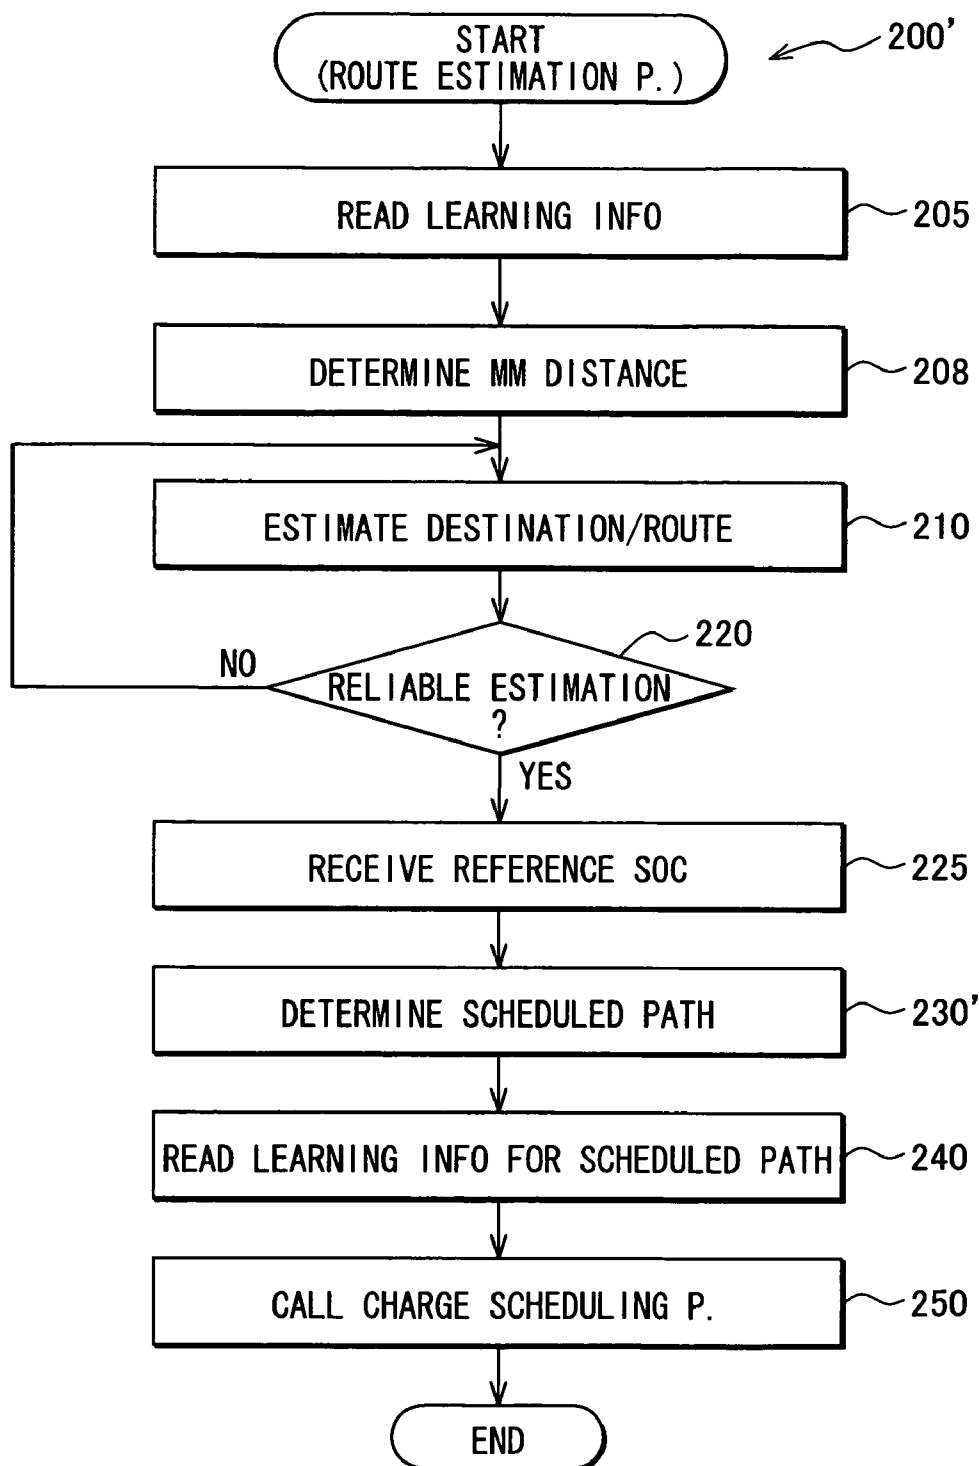 START
(ROUTE ESTIMATION P.)
200'
READ LEARNING INFO
205
DETERMINE MM DISTANCE
208
ESTIMATE DESTINATION/ROUTE
210
220
NO
RELIABLE ESTIMATION
?
YES
RECEIVE REFERENCE SOC
225
DETERMINE SCHEDULED PATH
230'
READ LEARNING INFO FOR SCHEDULED PATH
240
CALL CHARGE SCHEDULING P.
250
END